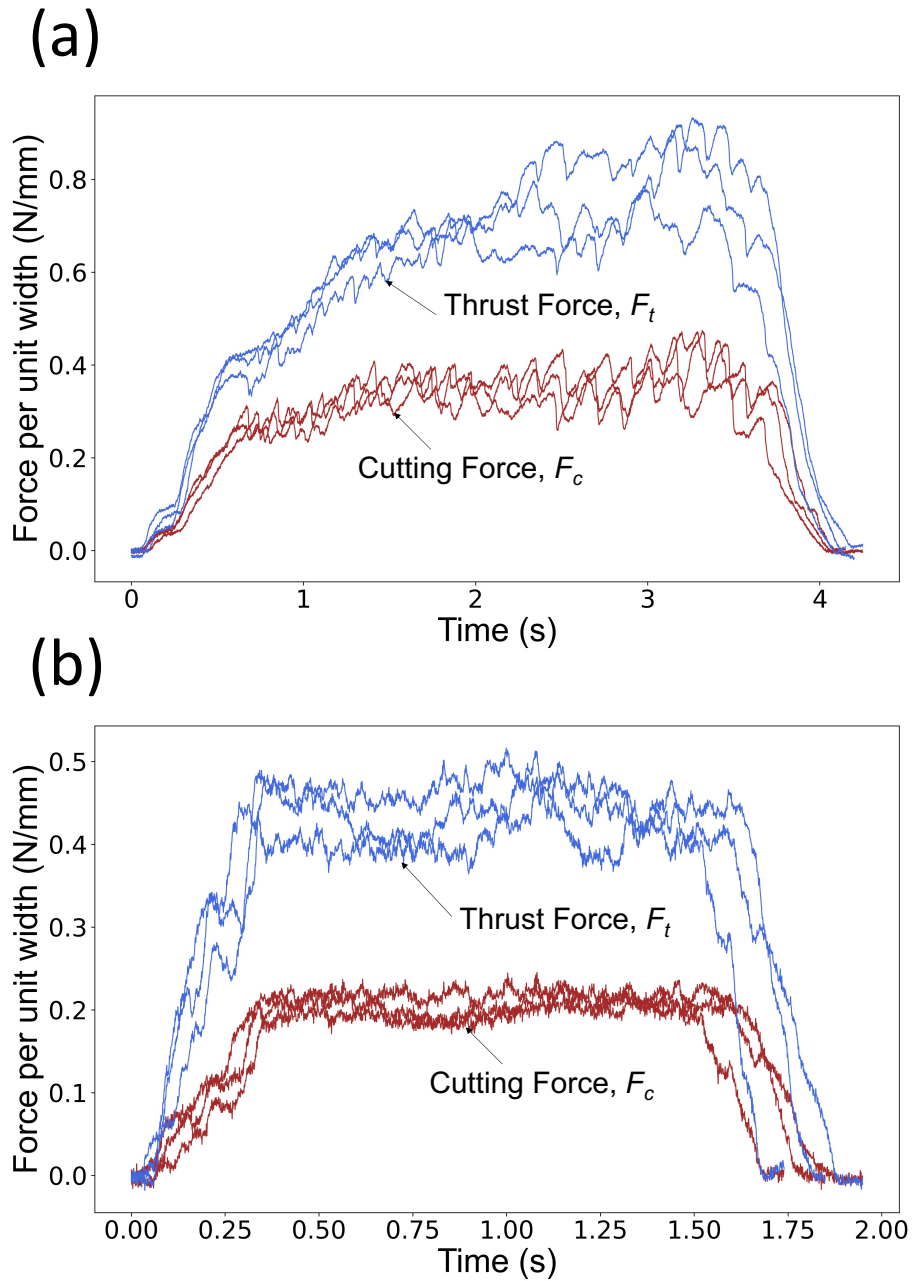 (a)
Force per unit width (N/mm)
0.8
0.6
0.4
0.2
0.0
Thrust Force, Ft
Cutting Force, Fc
0 1 2 3 4
Time (s)
(b)
Force per unit width (N/mm)
0.5
0.4
0.3
0.2
0.1
0.0
Thrust Force, Ft
Cutting Force, Fc
0.00 0.25 0.50 0.75 1.00 1.25 1.50 1.75 2.00
Time (s)